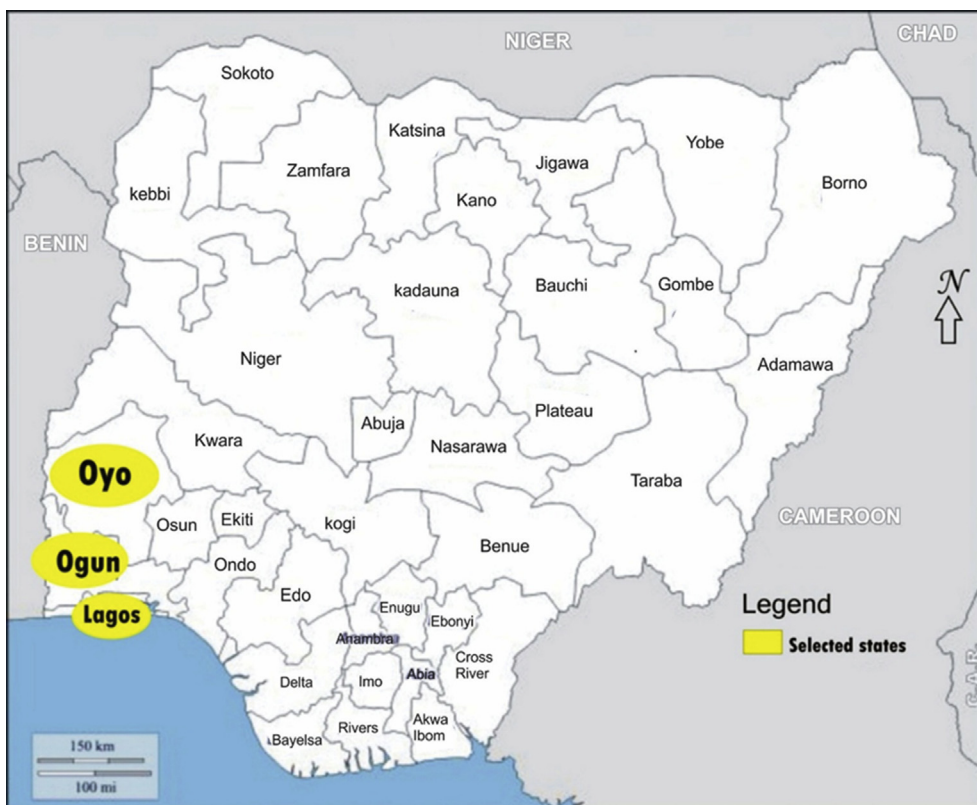 NIGER
CHAD
Sokoto
Katsina
Yobe
Jigawa
Zamfara
Borno
kebbi
Kano
BENIN
kadauna
Bauchi
Gombe
N
Niger
Adamawa
Plateau
Abuja
Kwara
Nasarawa
Oyo
Taraba
CAMEROON
Osun
Ekiti
kogi
Benue
Ogun
Ondo
Edo
Legend
Enugu
Lagos
Ebonyi
Anambra
Selected states
Cross
River
Abia
Delta
Imo
C.A.R.
Rivers
Akwa
Ibom
Bayelsa
150 km
100 mi